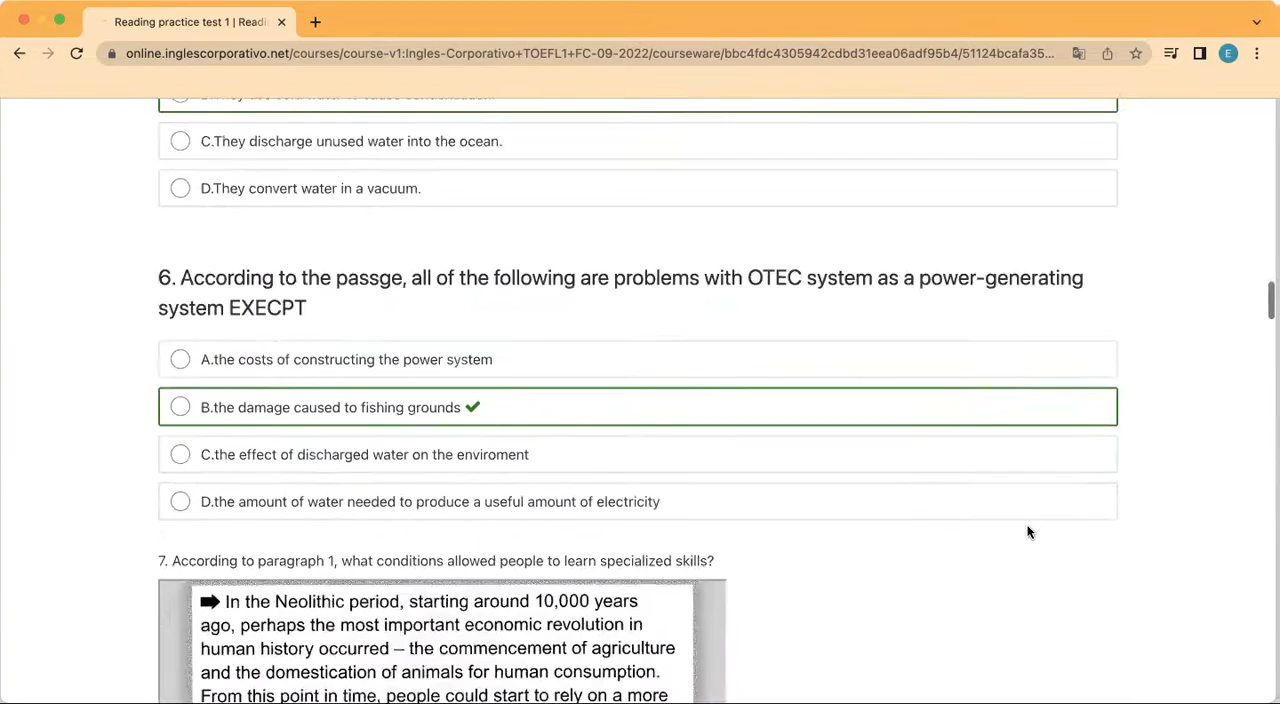 Reading practice test 1 | Readi
online.inglescorporativo.net/courses/course-v1:Ingles-Corporativo+TOEFL1+FC-09-2022/courseware/bbc4fdc4305942cdbd31eea06adf95b4/51124bcafa35...
E
C.They discharge unused water into the ocean.
D.They convert water in a vacuum.
6. According to the passge, all of the following are problems with OTEC system as a power-generating
system EXECPT
A.the costs of constructing the power system
B.the damage caused to fishing grounds
C.the effect of discharged water on the enviroment
D.the amount of water needed to produce a useful amount of electricity
7. According to paragraph 1, what conditions allowed people to learn specialized skills?
In the Neolithic period, starting around 10,000 years
ago, perhaps the most important economic revolution in
human history occurred – the commencement of agriculture
and the domestication of animals for human consumption.
From this point in time, people could start to rely on a more